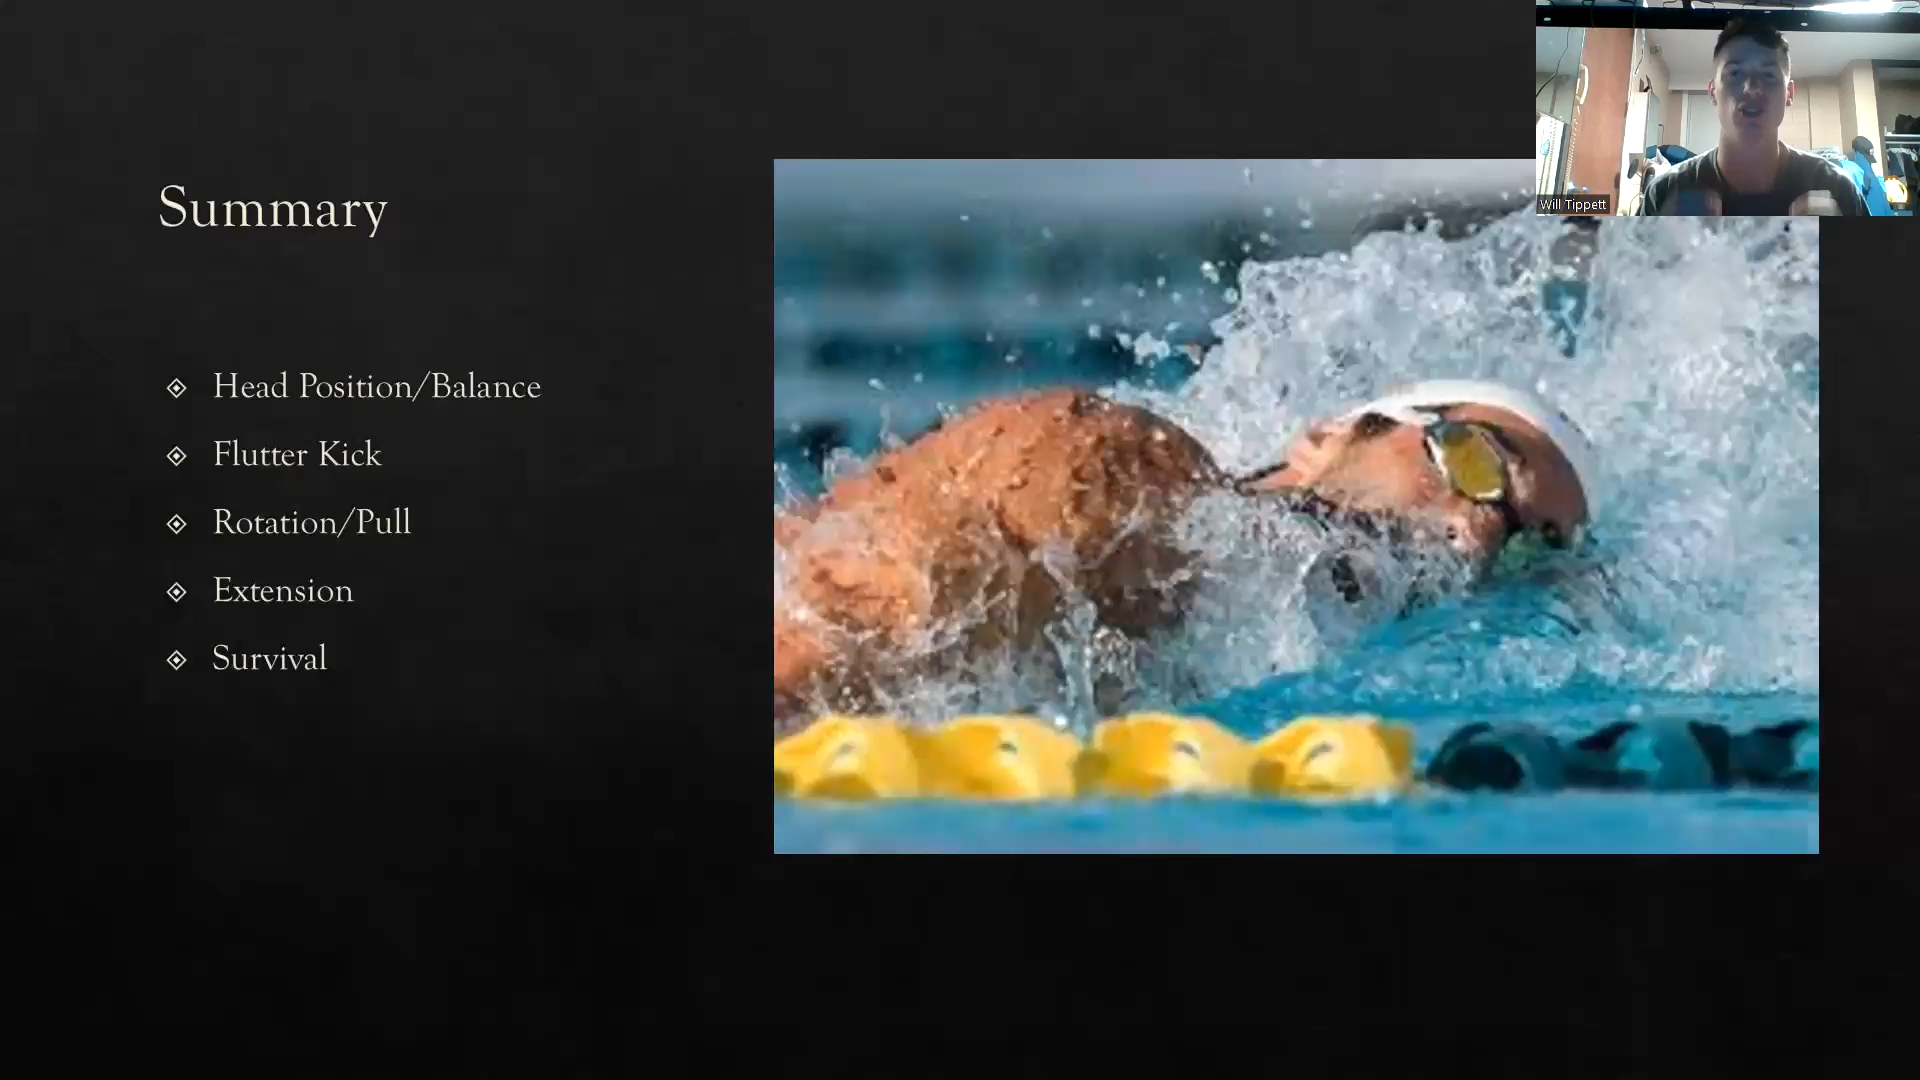 Summary
Head Position/Balance
Flutter Kick
Rotation/Pull
Extension
Survival
Will Tippett